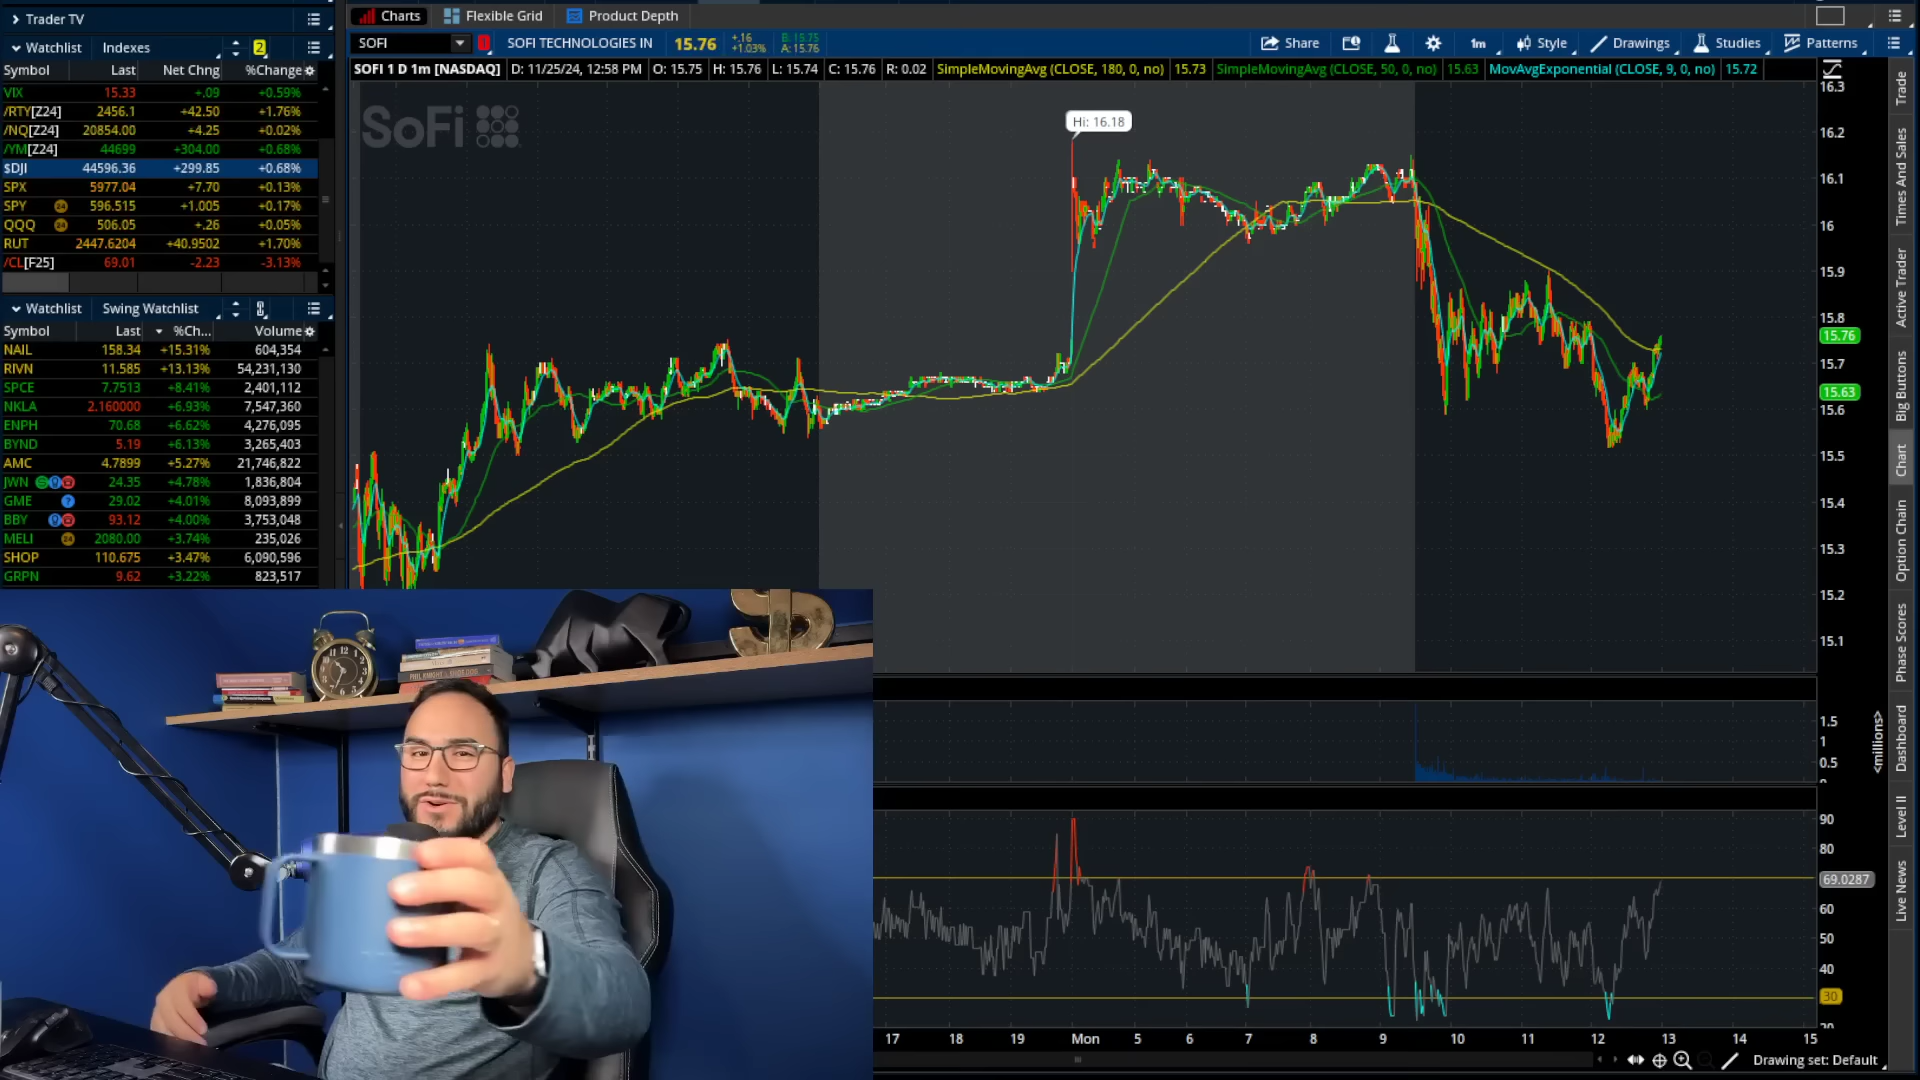 Trader TV
Watchlist Indexes 2
Symbol Last Net Chng %Change
VIX 15.33 +.09 +0.59%
/RTY[Z24] 2456.1 +42.50 +1.76%
/NQ[Z24] 20854.00 +4.25 +0.02%
/YM[Z24] 44699 +304.00 +0.68%
$DJI 44596.36 +299.85 +0.68%
SPX 5977.04 +7.70 +0.13%
SPY 24 596.515 +1.005 +0.17%
QQQ 24 506.05 +.26 +0.05%
RUT 2447.6204 +40.9502 +1.70%
/CL[F25] 69.01 -2.23 -3.13%
Watchlist Swing Watchlist
Symbol Last %Ch... Volume
NAIL 158.34 +15.31% 604,354
RIVN 11.585 +13.13% 54,231,130
SPCE 7.7513 +8.41% 2,401,112
NKLA 2.160000 +6.93% 7,547,360
ENPH 70.68 +6.62% 4,276,095
BYND 5.19 +6.13% 3,265,403
AMC 4.7899 +5.27% 21,746,822
JWN 24.35 +4.78% 1,836,804
GME 29.02 +4.01% 8,093,899
BBY 93.12 +4.00% 3,753,048
MELI 24 2080.00 +3.74% 235,026
SHOP 110.675 +3.47% 6,090,596
GRPN 9.62 +3.22% 823,517
Charts Flexible Grid Product Depth
SOFI 1 SOFI TECHNOLOGIES IN 15.76 +.16 +1.03% B: 15.75 A: 15.76 Share 1m Style Drawings Studies Patterns
SOFI 1 D 1m [NASDAQ] D: 11/25/24, 12:58 PM O: 15.75 H: 15.76 L: 15.74 C: 15.76 R: 0.02 SimpleMovingAvg (CLOSE, 180, 0, no) 15.73 SimpleMovingAvg (CLOSE, 50, 0, no) 15.63 MovAvgExponential (CLOSE, 9, 0, no) 15.72
SoFi
Hi: 16.18
16.3
16.2
16.1
16
15.9
15.8
15.76
15.7
15.63
15.6
15.5
15.4
15.3
15.2
15.1
1.5
1
0.5
<millions>
90
80
69.0287
60
50
40
30
20
17 18 19 Mon 5 6 7 8 9 10 11 12 13 14 15
Drawing set: Default
Trade
Times And Sales
Active Trader
Big Buttons
Chart
Option Chain
Phase Scores
Dashboard
Level II
Live News